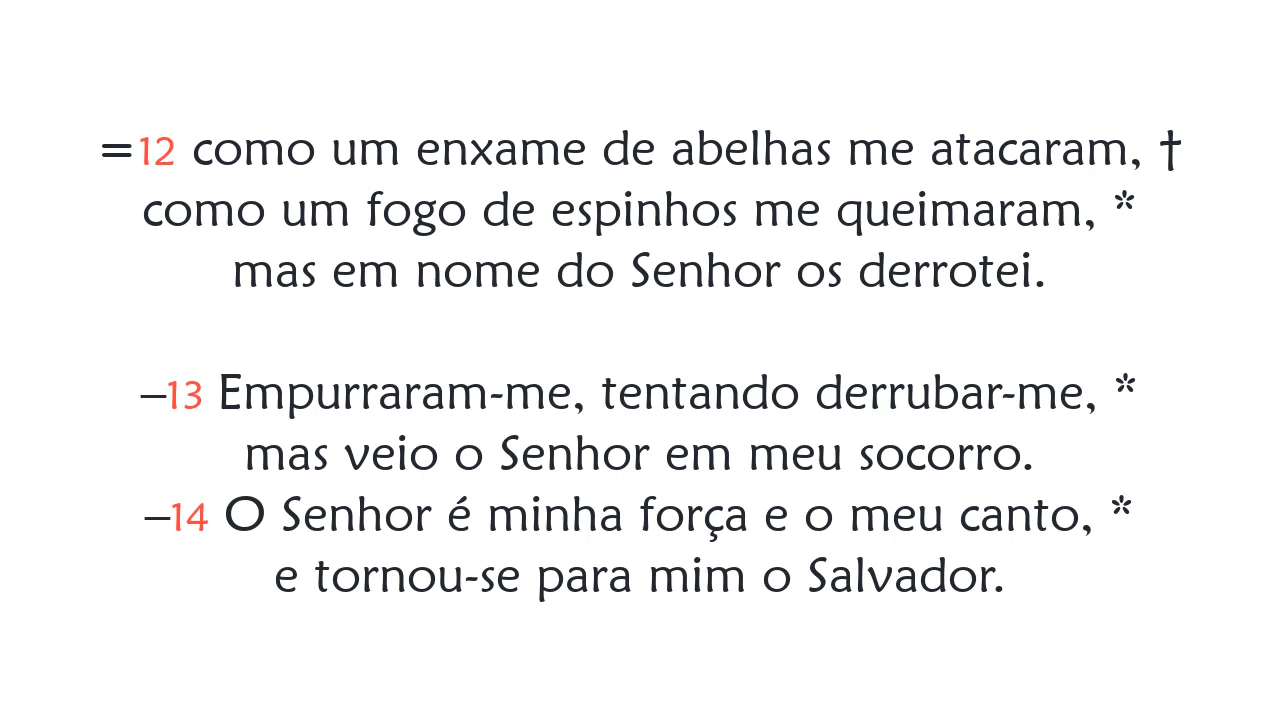 =12 como um enxame de abelhas me atacaram, †
como um fogo de espinhos me queimaram, *
mas em nome do Senhor os derrotei.
–13 Empurraram-me, tentando derrubar-me, *
mas veio o Senhor em meu socorro.
–14 O Senhor é minha força e o meu canto, *
e tornou-se para mim o Salvador.